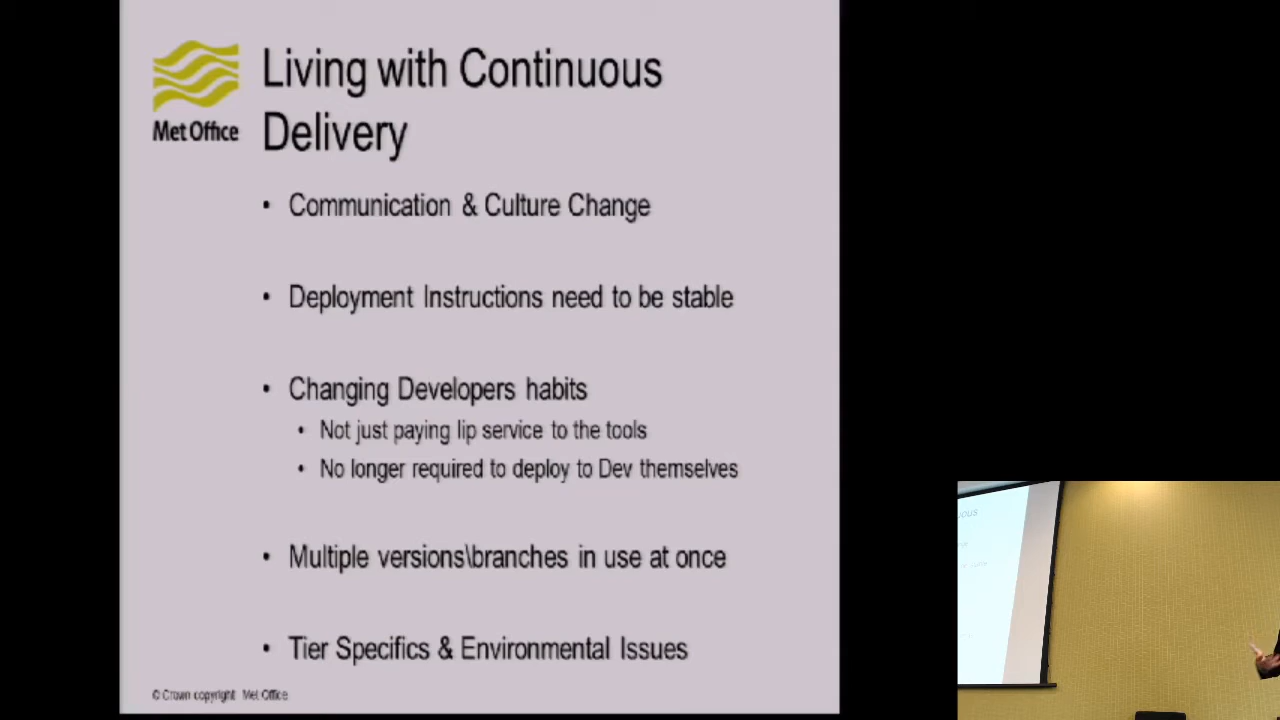 Met Office
Living with Continuous
Delivery
• Communication & Culture Change
• Deployment Instructions need to be stable
• Changing Developers habits
• Not just paying lip service to the tools
• No longer required to deploy to Dev themselves
• Multiple versions\branches in use at once
• Tier Specifics & Environmental Issues
© Crown copyright Met Office